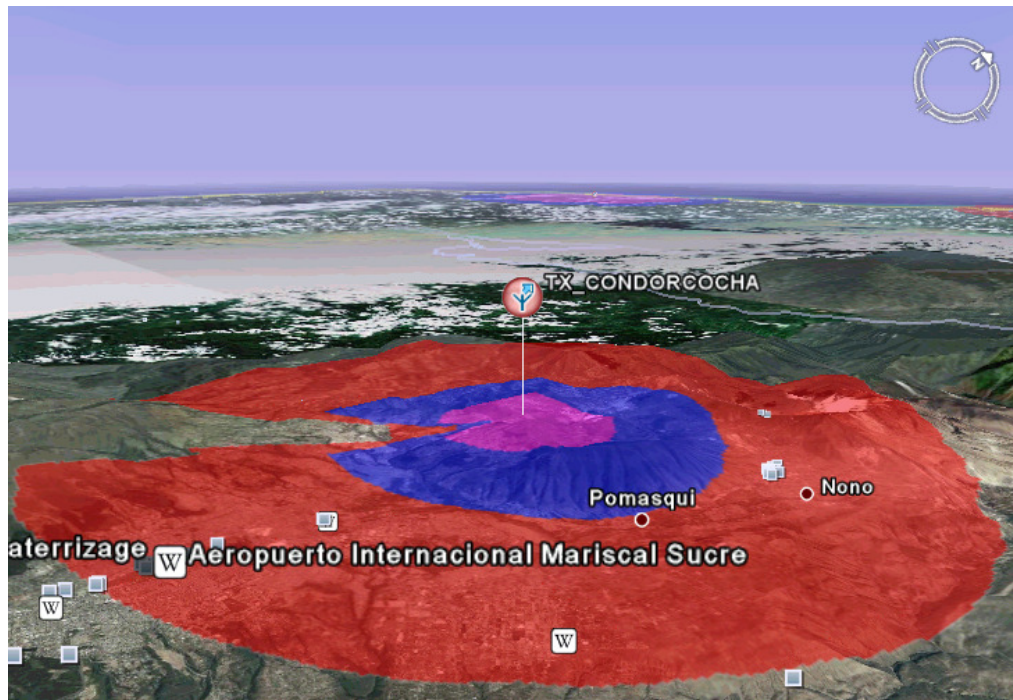 N
TX_CONDORCOCHA
Nono
Pomasqui
aterrizage
W
Aeropuerto Internacional Mariscal Sucre
W
W